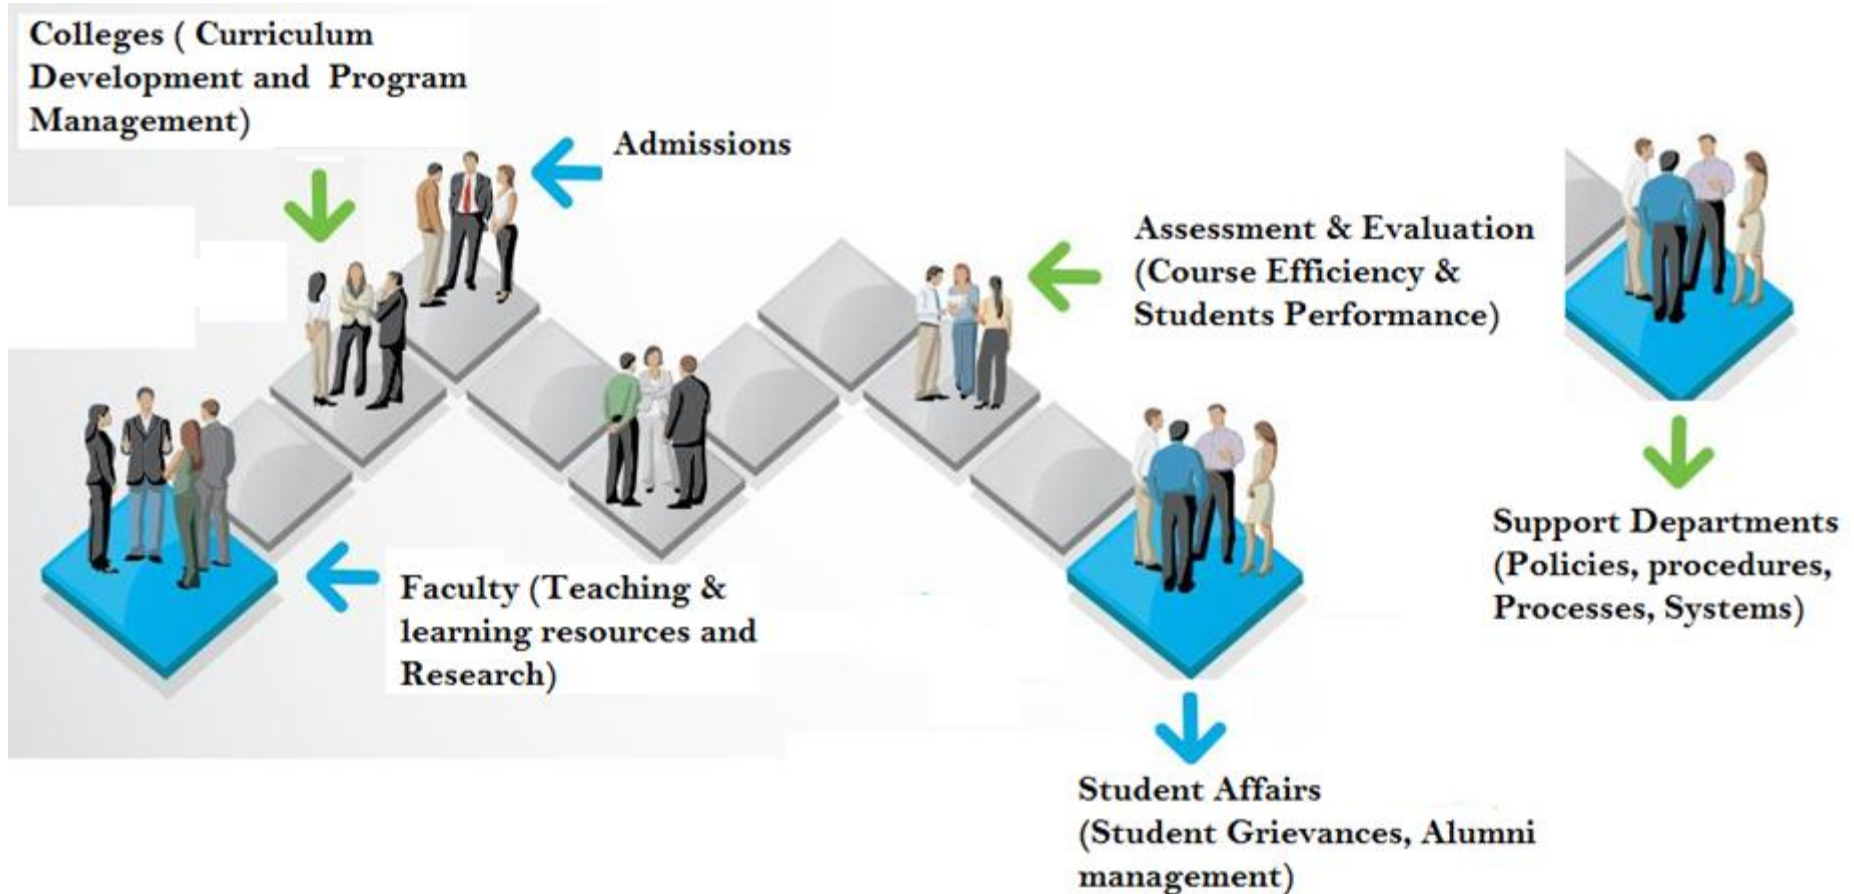 Colleges ( Curriculum
Development and Program
Management)
Admissions
Assessment & Evaluation
(Course Efficiency &
Students Performance)
Faculty (Teaching &
learning resources and
Research)
Support Departments
(Policies, procedures,
Processes, Systems)
Student Affairs
(Student Grievances, Alumni
management)